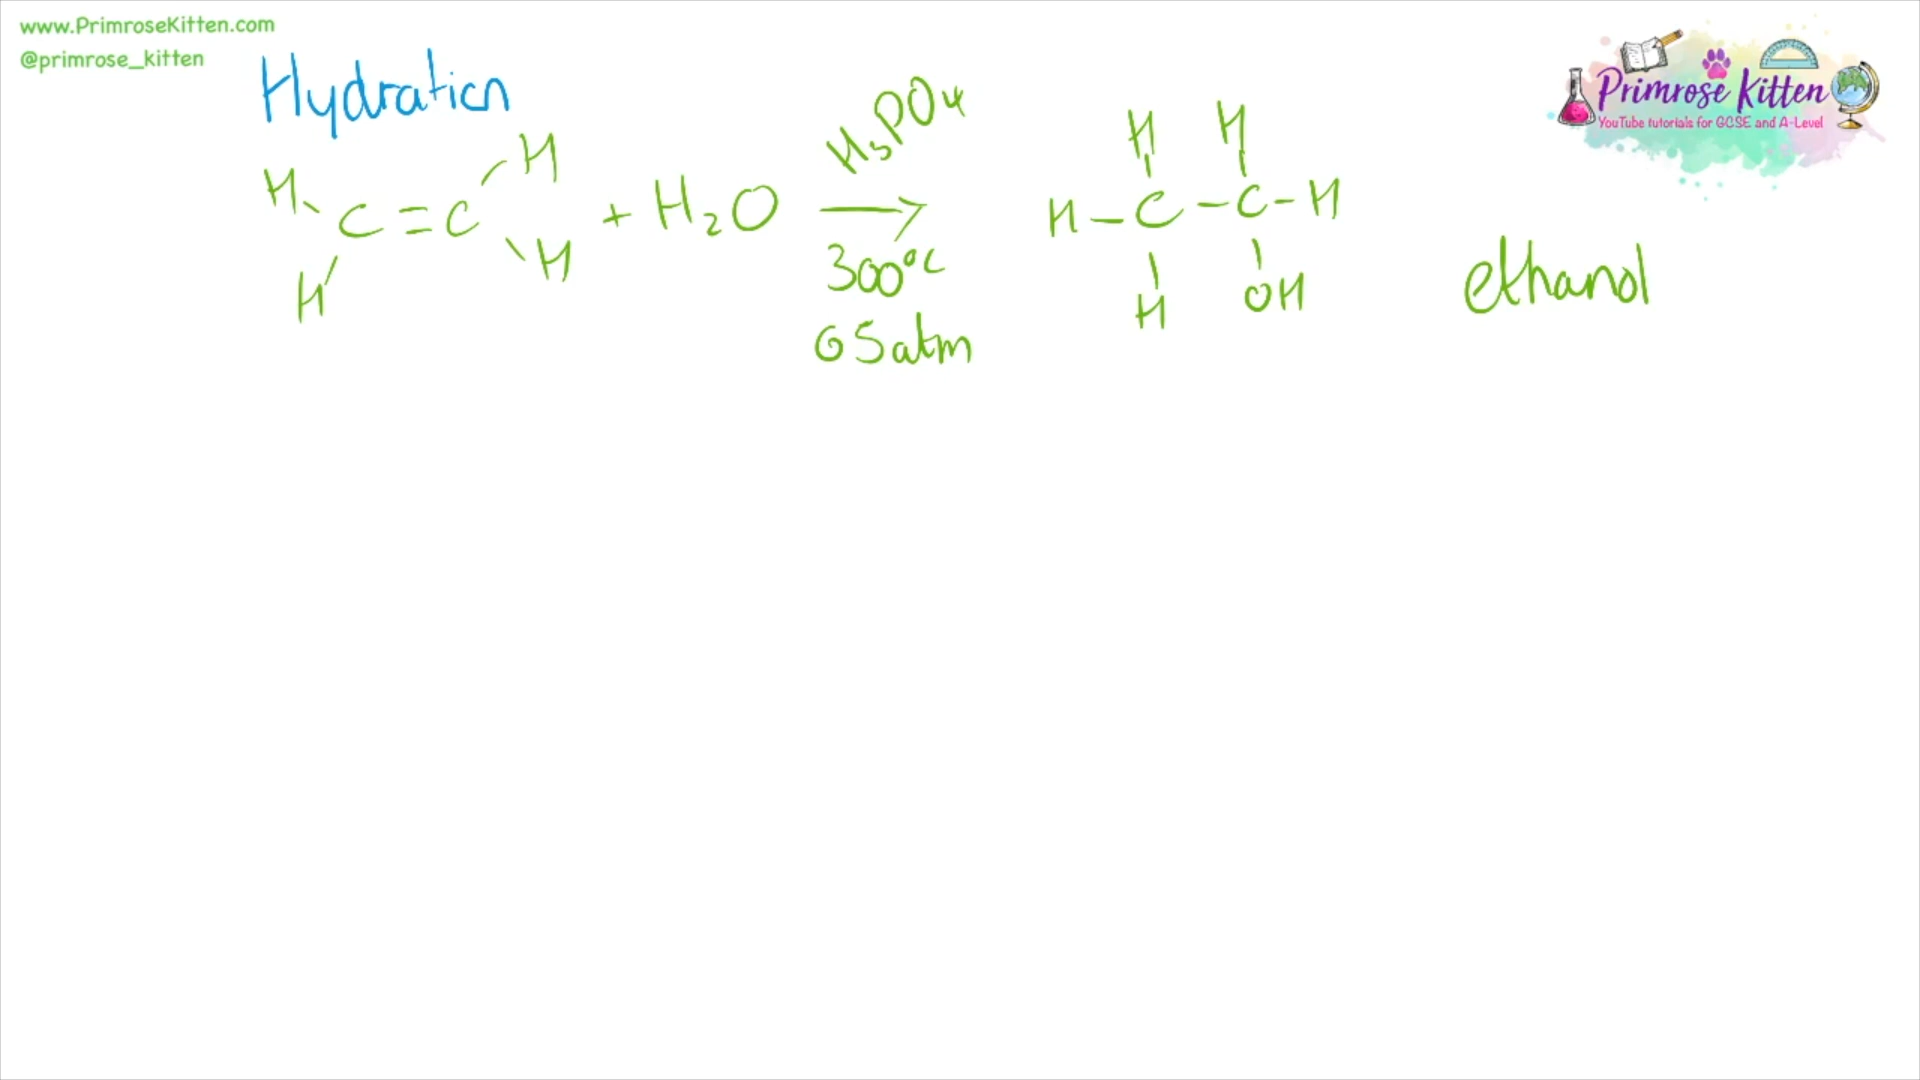 www.PrimroseKitten.com
@primrose_kitten
Primrose Kitten
YouTube tutorials for GCSE and A-Level
Hydration
H H H₃PO₄ H H
C=C + H₂O → H-C-C-H
H H 300°C H OH ethanol
65atm